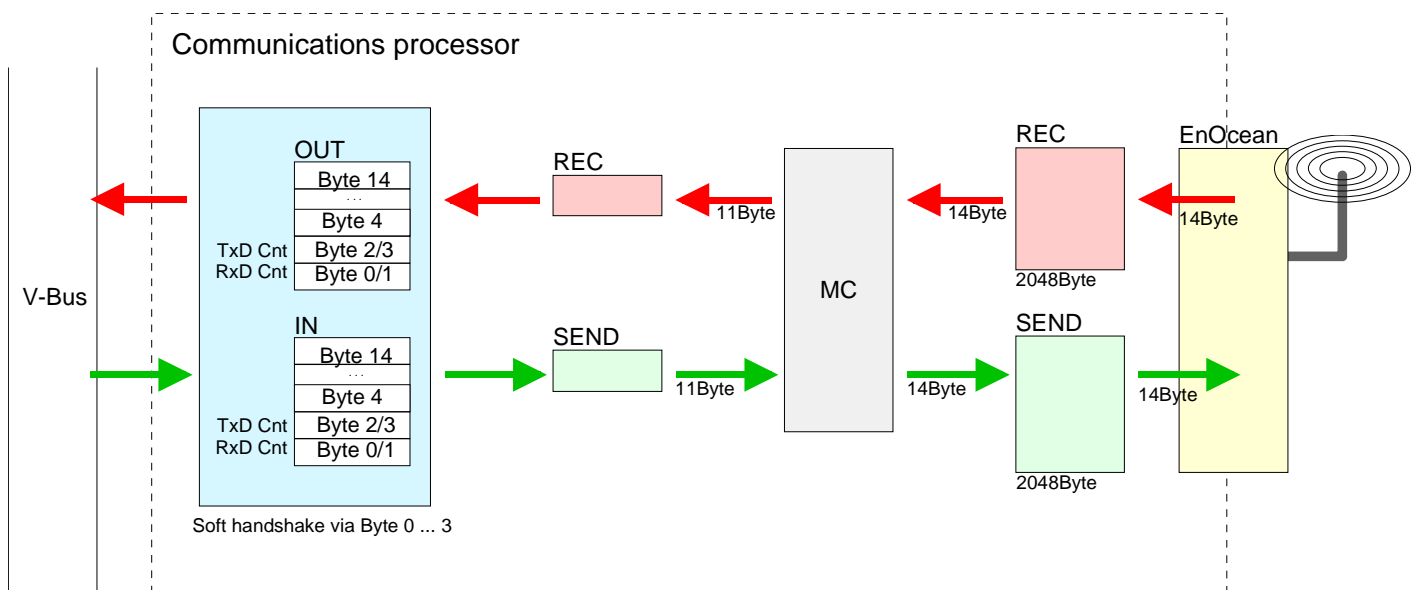 Communications processor
V-Bus
OUT
Byte 14
...
Byte 4
TxD Cnt Byte 2/3
RxD Cnt Byte 0/1
IN
Byte 14
...
Byte 4
TxD Cnt Byte 2/3
RxD Cnt Byte 0/1
Soft handshake via Byte 0 ... 3
REC
11Byte
SEND
11Byte
MC
REC
14Byte
2048Byte
SEND
14Byte
2048Byte
EnOcean
14Byte
14Byte